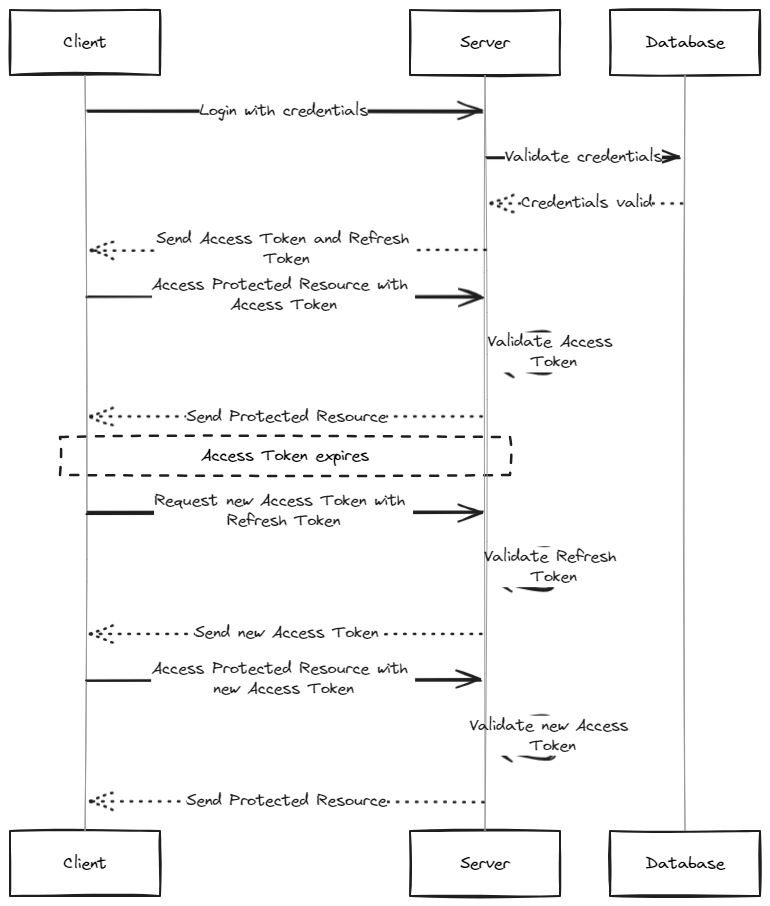 Client
Server
Database
Login with credentials
Validate credentials
Credentials valid
Send Access Token and Refresh
Token
Access Protected Resource with
Access Token
Validate Access
Token
Send Protected Resource
Access Token expires
Request new Access Token with
Refresh Token
Validate Refresh
Token
Send new Access Token
Access Protected Resource with
new Access Token
Validate new Access
Token
Send Protected Resource
Client
Server
Database